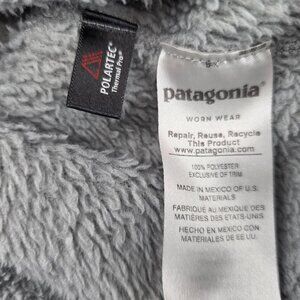 POLARTEC®
Thermal Pro®
patagonia
WORN WEAR
Repair, Reuse, Recycle
This Product
www.patagonia.com
100% POLYESTER
EXCLUSIVE OF TRIM
MADE IN MEXICO OF U.S.
MATERIALS
FABRIQUÉ AU MEXIQUE DES
MATIÈRES DES ETATS-UNIS
HECHO EN MEXICO CON
MATERIALES DE EE UU.